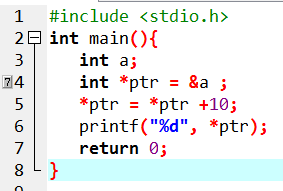 1 #include <stdio.h>
2 int main(){
3 int a;
7 4 int *ptr = &a ;
5 *ptr = *ptr +10;
6 printf("%d", *ptr);
7 return 0;
8 }